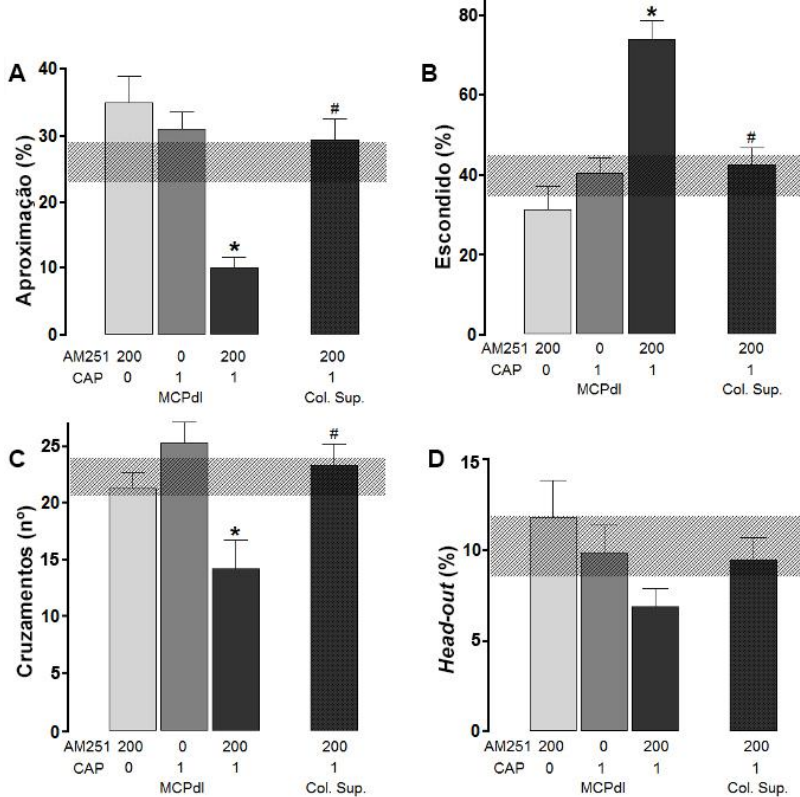 A
Aproximação (%)
40
30
20
10
0
*
#
AM251 200 0 200 200
CAP 0 1 1 1
MCPdl Col. Sup.
B
Escondido (%)
80
60
40
20
0
*
#
AM251 200 0 200 200
CAP 0 1 1 1
MCPdl Col. Sup.
C
Cruzamentos (nº)
25
20
15
10
5
0
*
#
AM251 200 0 200 200
CAP 0 1 1 1
MCPdl Col. Sup.
D
Head-out (%)
15
10
5
0
AM251 200 0 200 200
CAP 0 1 1 1
MCPdl Col. Sup.